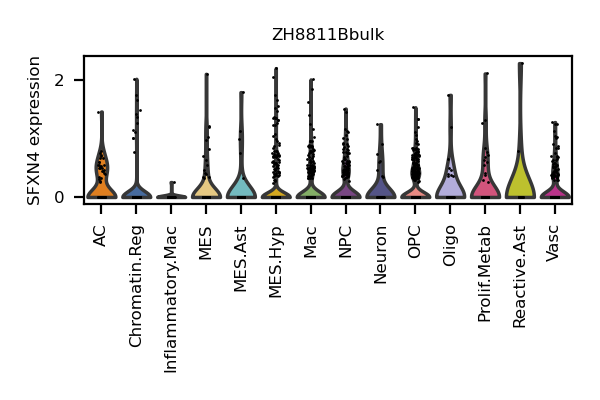 ZH8811Bbulk
SFXN4 expression
2
0
AC
Chromatin.Reg
Inflammatory.Mac
MES
MES.Ast
MES.Hyp
Mac
NPC
Neuron
OPC
Oligo
Prolif.Metab
Reactive.Ast
Vasc